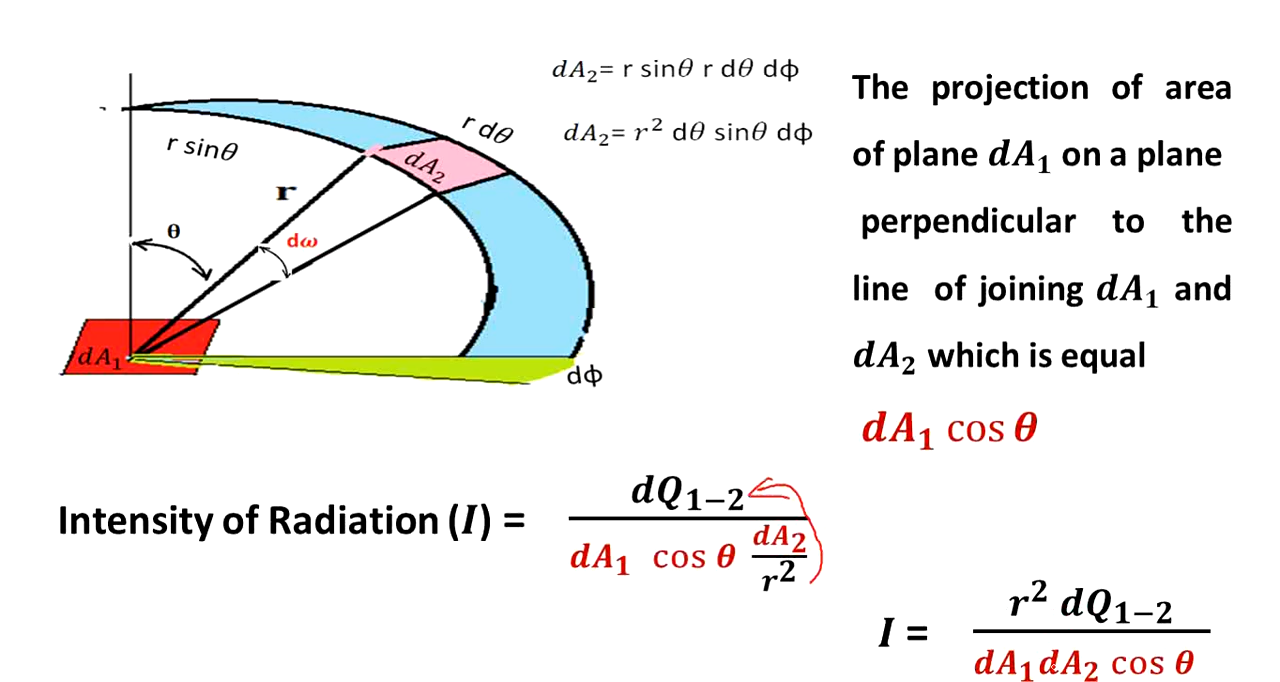 dA₂= r sinθ r dθ dϕ
dA₂= r² dθ sinθ dϕ
r sinθ
r dθ
dA₂
r
θ
dω
dA₁
dϕ
The projection of area
of plane dA₁ on a plane
perpendicular to the
line of joining dA₁ and
dA₂ which is equal
dA₁ cos θ
Intensity of Radiation (I) =
dQ₁₋₂
dA₁ cos θ dA₂
r²
r² dQ₁₋₂
I =
dA₁dA₂ cos θ